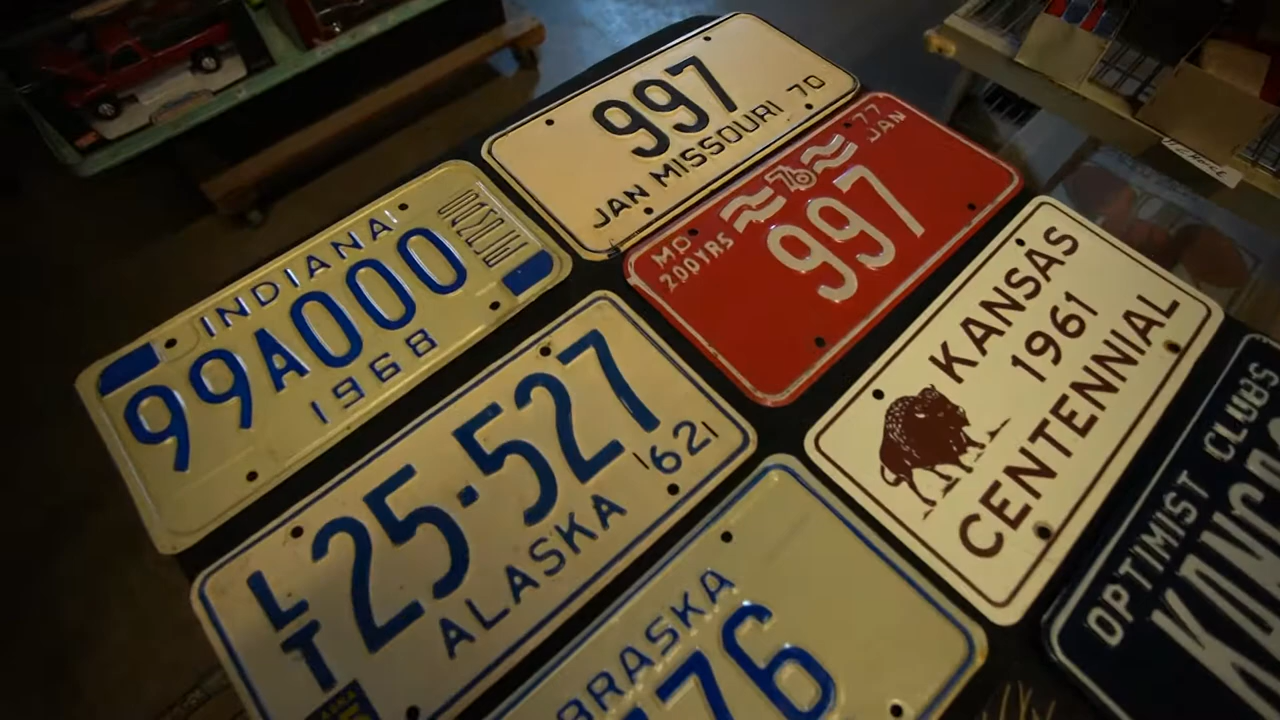 997
JAN MISSOURI 70
77
JAN
76
MO
200YRS
997
INDIANA
99A000
1968
KANSAS
1961
CENTENNIAL
25-527
'62
LT
ALASKA
BRASKA
76
OPTIMIST CLUBS